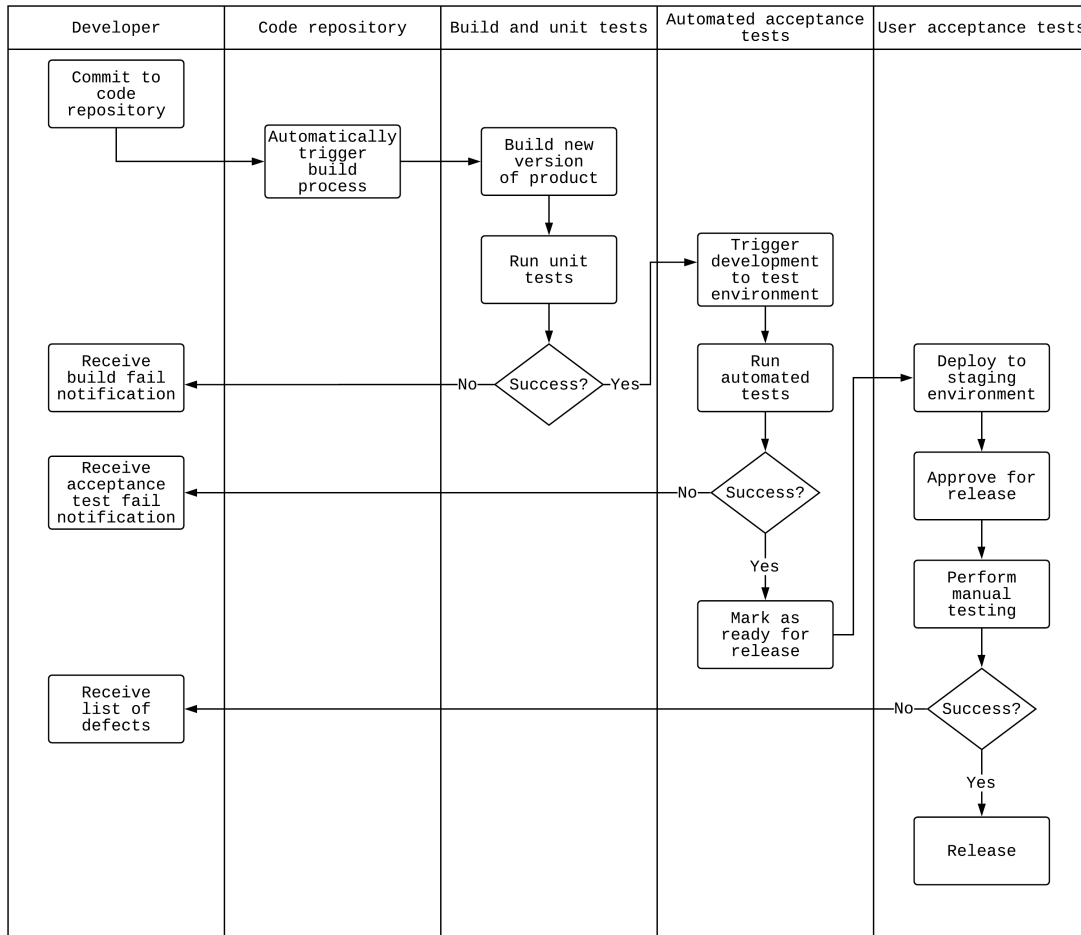 Developer
Code repository
Build and unit tests
Automated acceptance
tests
User acceptance tests
Commit to
code
repository
Automatically
trigger
build
process
Build new
version
of product
Run unit
tests
Trigger
development
to test
environment
Receive
build fail
notification
No
Success?
Yes
Run
automated
tests
Deploy to
staging
environment
Receive
acceptance
test fail
notification
No
Success?
Approve for
release
Yes
Perform
manual
testing
Mark as
ready for
release
Receive
list of
defects
No
Success?
Yes
Release